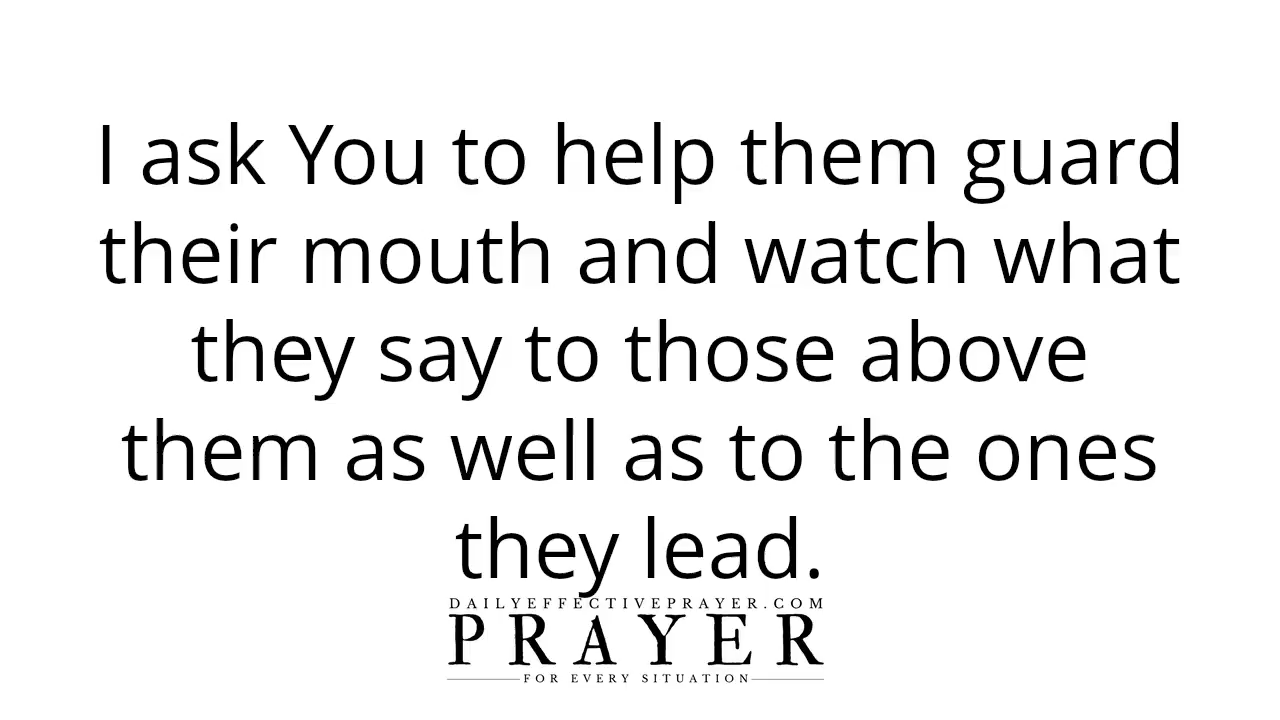 I ask You to help them guard
their mouth and watch what
they say to those above
them as well as to the ones
they lead.
DAILYEFFECTIVEPRAYER.COM
PRAYER
FOR EVERY SITUATION